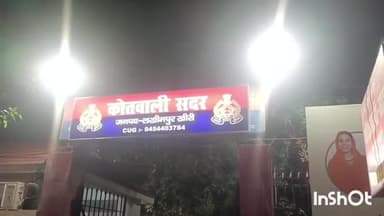 कोतवाली सदर
जनपद-लखीमपुर खीरी
CUG :- 9454403784
InShOt